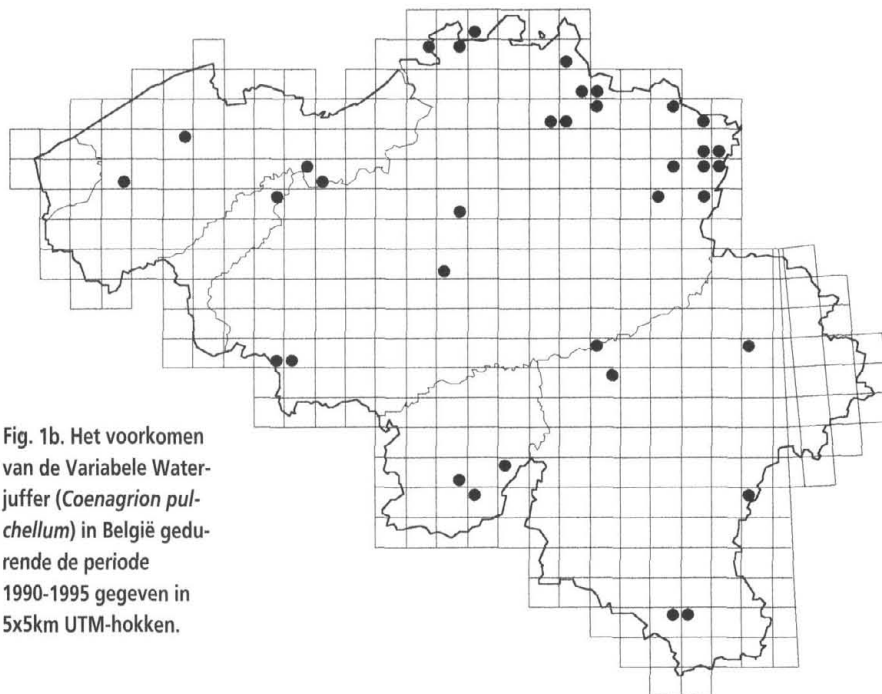 Fig. 1b. Het voorkomen
van de Variabele Water-
juffer (Coenagrion pul-
chellum) in België gedu-
rende de periode
1990-1995 gegeven in
5x5km UTM-hokken.